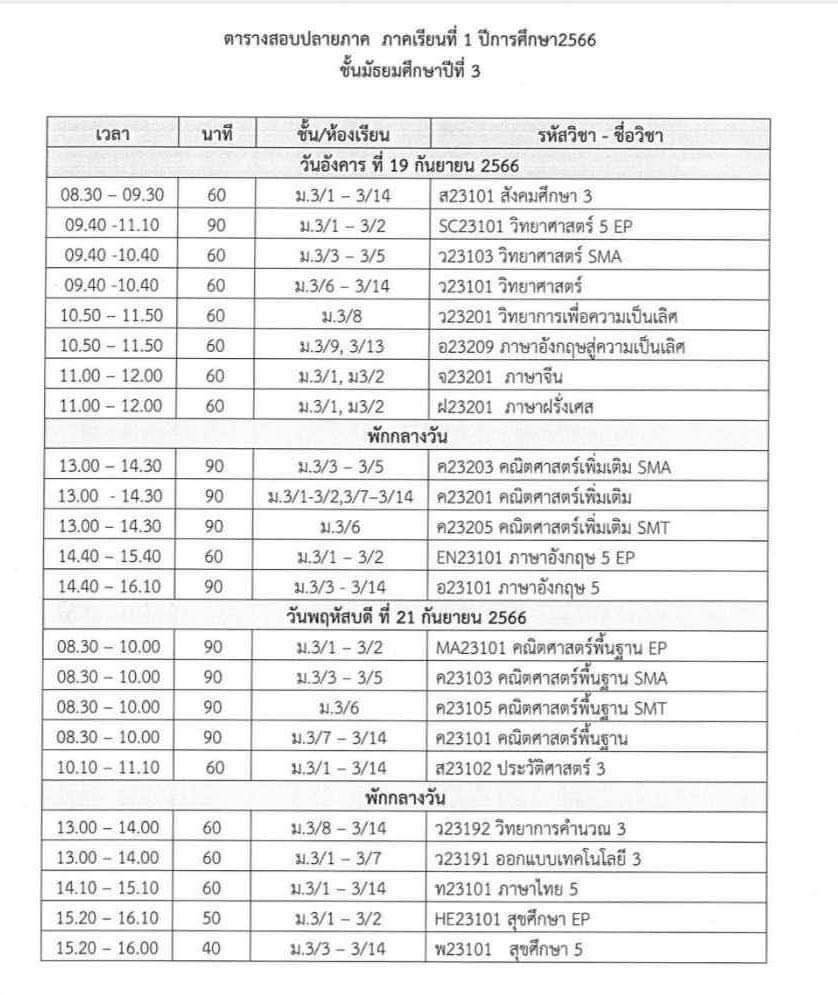 ตารางสอบปลายภาค ภาคเรียนที่ 1 ปีการศึกษา2566
ชั้นมัธยมศึกษาปีที่ 3
เวลา นาที ชั้น/ห้องเรียน รหัสวิชา - ชื่อวิชา
วันอังคาร ที่ 19 กันยายน 2566
08.30 – 09.30 60 ม.3/1 – 3/14 ส23101 สังคมศึกษา 3
09.40 -11.10 90 ม.3/1 – 3/2 SC23101 วิทยาศาสตร์ 5 EP
09.40 -10.40 60 ม.3/3 – 3/5 ว23103 วิทยาศาสตร์ SMA
09.40 -10.40 60 ม.3/6 – 3/14 ว23101 วิทยาศาสตร์
10.50 – 11.50 60 ม.3/8 ว23201 วิทยาการเพื่อความเป็นเลิศ
10.50 – 11.50 60 ม.3/9, 3/13 อ23209 ภาษาอังกฤษสู่ความเป็นเลิศ
11.00 – 12.00 60 ม.3/1, ม3/2 จ23201 ภาษาจีน
11.00 – 12.00 60 ม.3/1, ม3/2 ฝ23201 ภาษาฝรั่งเศส
พักกลางวัน
13.00 – 14.30 90 ม.3/3 – 3/5 ค23203 คณิตศาสตร์เพิ่มเติม SMA
13.00 - 14.30 90 ม.3/1-3/2,3/7–3/14 ค23201 คณิตศาสตร์เพิ่มเติม
13.00 – 14.30 90 ม.3/6 ค23205 คณิตศาสตร์เพิ่มเติม SMT
14.40 – 15.40 60 ม.3/1 – 3/2 EN23101 ภาษาอังกฤษ 5 EP
14.40 – 16.10 90 ม.3/3 - 3/14 อ23101 ภาษาอังกฤษ 5
วันพฤหัสบดี ที่ 21 กันยายน 2566
08.30 – 10.00 90 ม.3/1 – 3/2 MA23101 คณิตศาสตร์พื้นฐาน EP
08.30 – 10.00 90 ม.3/3 – 3/5 ค23103 คณิตศาสตร์พื้นฐาน SMA
08.30 – 10.00 90 ม.3/6 ค23105 คณิตศาสตร์พื้นฐาน SMT
08.30 – 10.00 90 ม.3/7 – 3/14 ค23101 คณิตศาสตร์พื้นฐาน
10.10 – 11.10 60 ม.3/1 – 3/14 ส23102 ประวัติศาสตร์ 3
พักกลางวัน
13.00 – 14.00 60 ม.3/8 – 3/14 ว23192 วิทยาการคำนวณ 3
13.00 – 14.00 60 ม.3/1 – 3/7 ว23191 ออกแบบเทคโนโลยี 3
14.10 – 15.10 60 ม.3/1 – 3/14 ท23101 ภาษาไทย 5
15.20 – 16.10 50 ม.3/1 – 3/2 HE23101 สุขศึกษา EP
15.20 – 16.00 40 ม.3/3 – 3/14 พ23101 สุขศึกษา 5